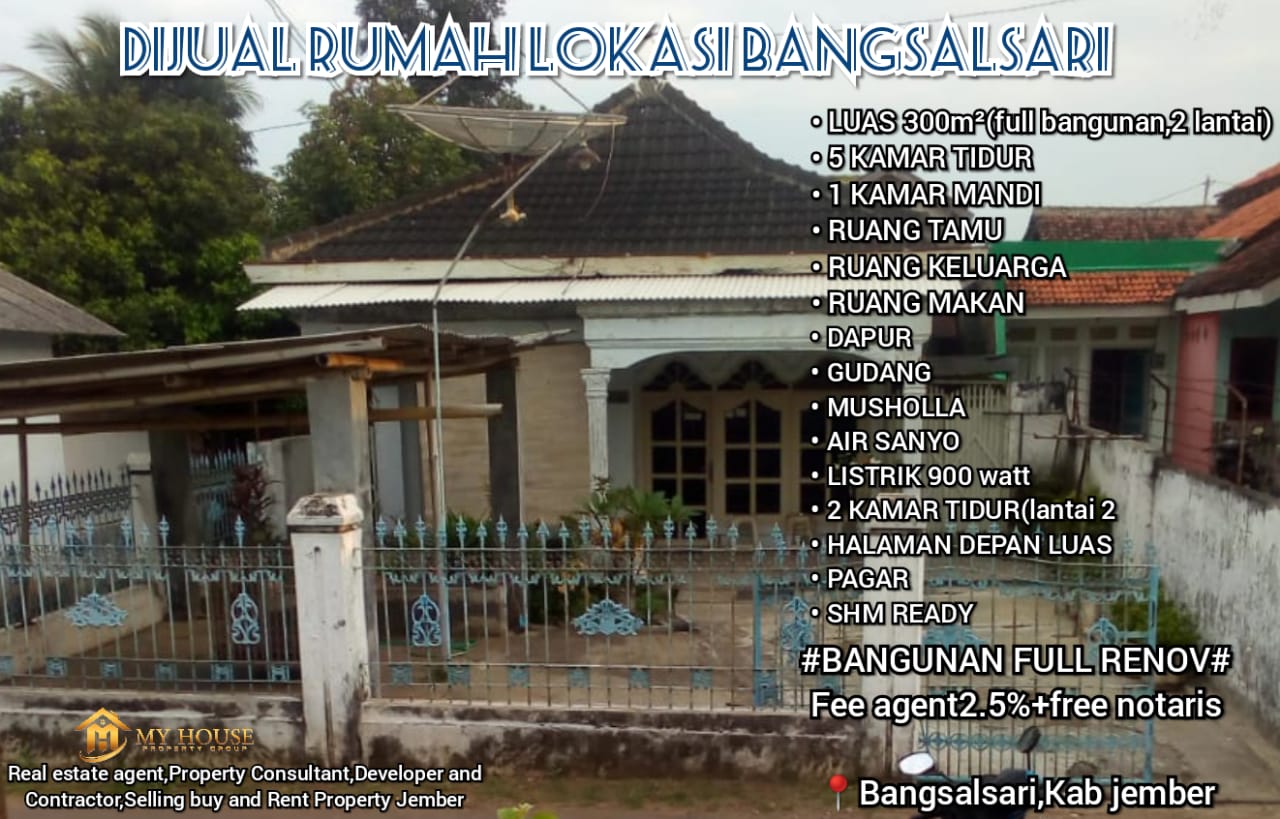 DIJUAL RUMAH LOKASI BANGSALSARI
• LUAS 300m²(full bangunan,2 lantai)
• 5 KAMAR TIDUR
• 1 KAMAR MANDI
• RUANG TAMU
• RUANG KELUARGA
• RUANG MAKAN
• DAPUR
• GUDANG
• MUSHOLLA
• AIR SANYO
• LISTRIK 900 watt
• 2 KAMAR TIDUR(lantai 2
• HALAMAN DEPAN LUAS
• PAGAR
• SHM READY
#BANGUNAN FULL RENOV#
Fee agent2.5%+free notaris
MY HOUSE
PROPERTY GROUP
Real estate agent,Property Consultant,Developer and
Contractor,Selling buy and Rent Property Jember
📍Bangsalsari,Kab jember